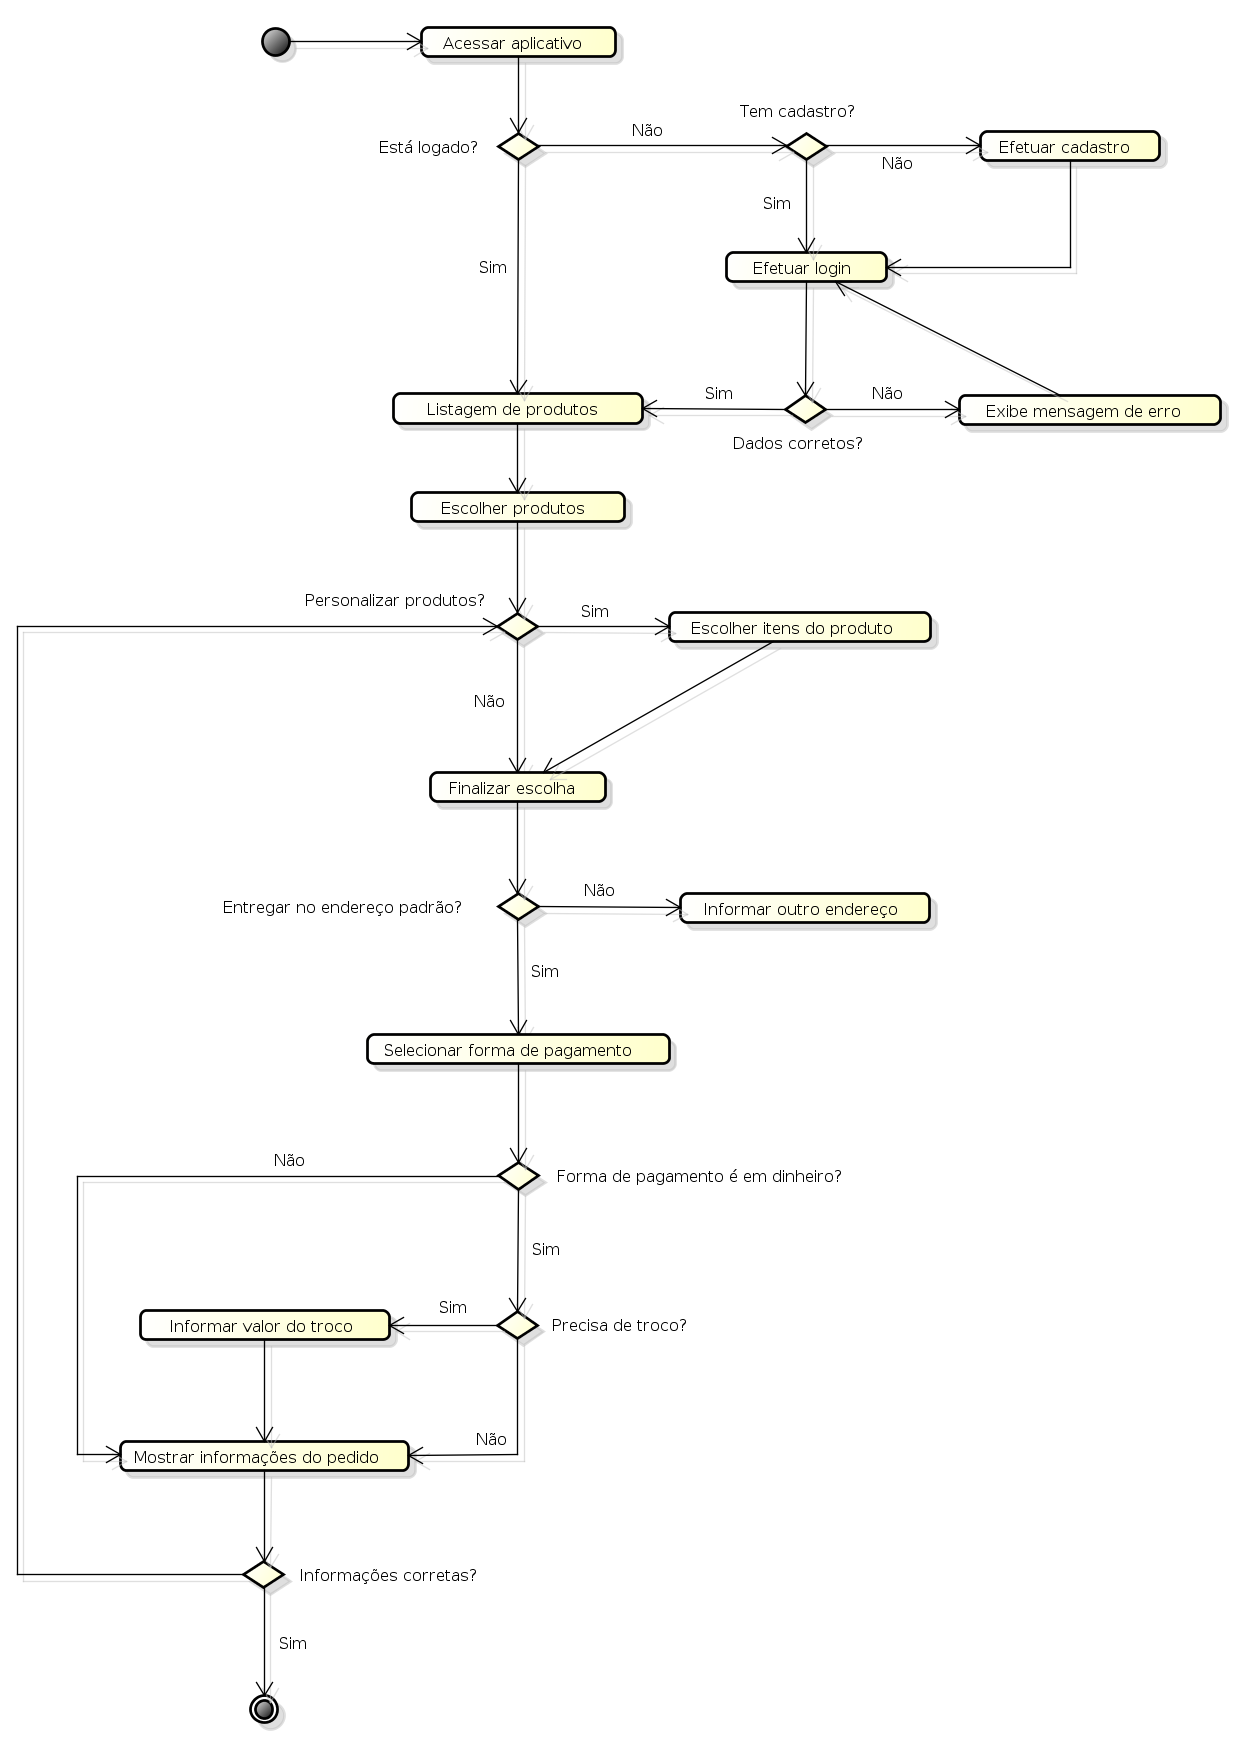 Acessar aplicativo
Tem cadastro?
Não
Está logado?
Efetuar cadastro
Não
Sim
Efetuar login
Sim
Sim
Não
Listagem de produtos
Exibe mensagem de erro
Dados corretos?
Escolher produtos
Personalizar produtos?
Sim
Escolher itens do produto
Não
Finalizar escolha
Não
Entregar no endereço padrão?
Informar outro endereço
Sim
Selecionar forma de pagamento
Não
Forma de pagamento é em dinheiro?
Sim
Sim
Informar valor do troco
Precisa de troco?
Não
Mostrar informações do pedido
Informações corretas?
Sim